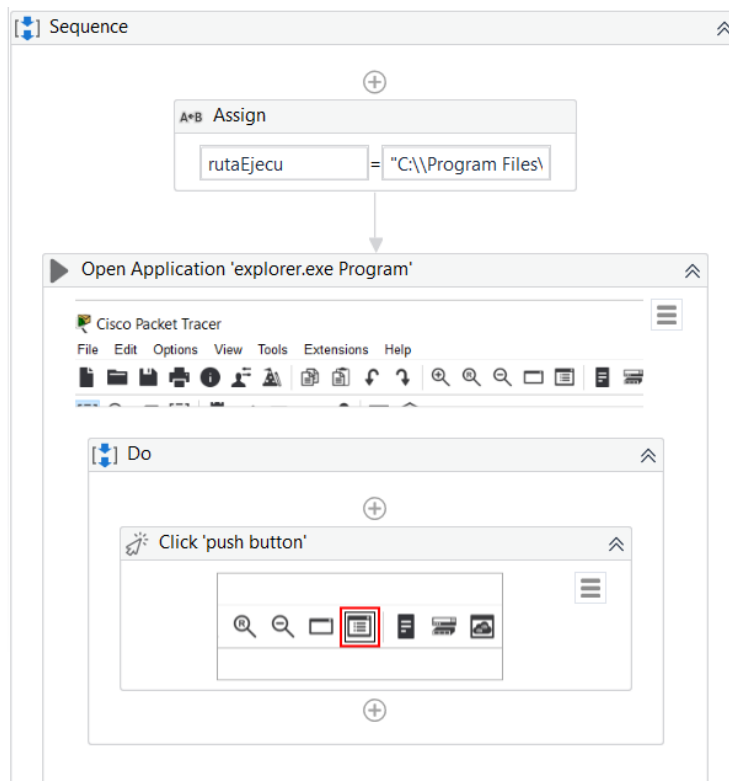 Sequence
A*B Assign
rutaEjecu = "C:\\Program Files\
Open Application 'explorer.exe Program'
Cisco Packet Tracer
File Edit Options View Tools Extensions Help
Do
Click 'push button'